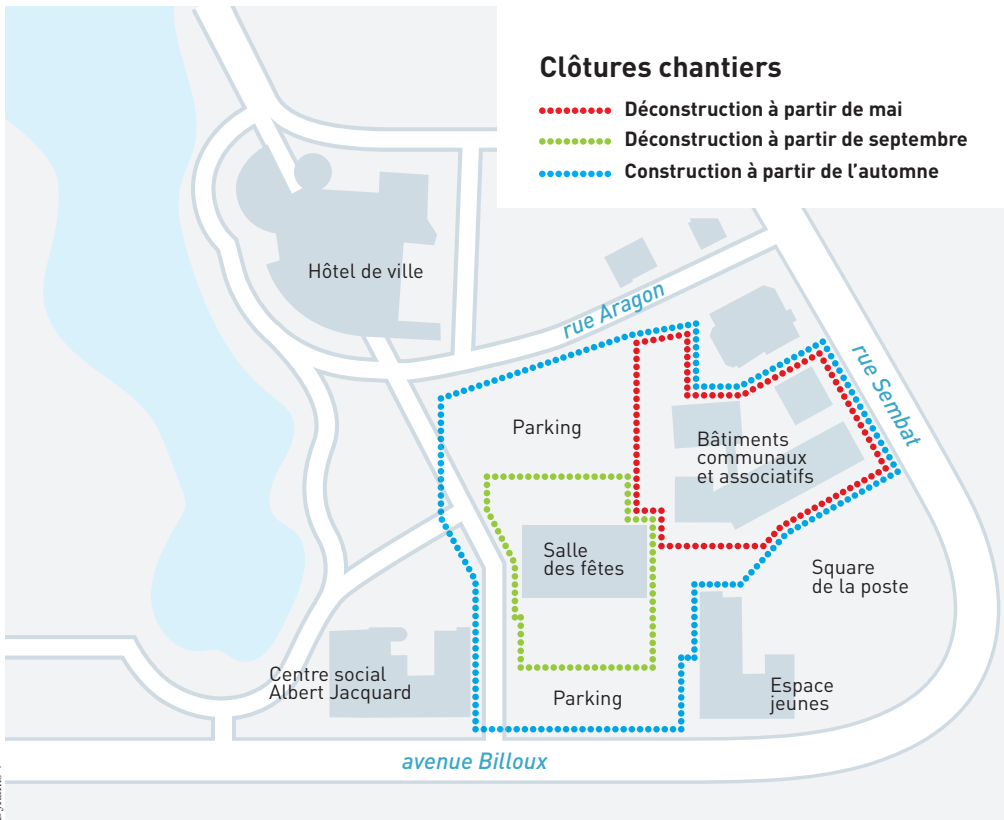 Clôtures chantiers
Déconstruction à partir de mai
Déconstruction à partir de septembre
Construction à partir de l'automne
Hôtel de ville
rue Aragon
rue Sembat
Parking
Bâtiments
communaux
et associatifs
Salle
des fêtes
Square
de la poste
Centre social
Albert Jacquard
Parking
Espace
jeunes
avenue Billoux